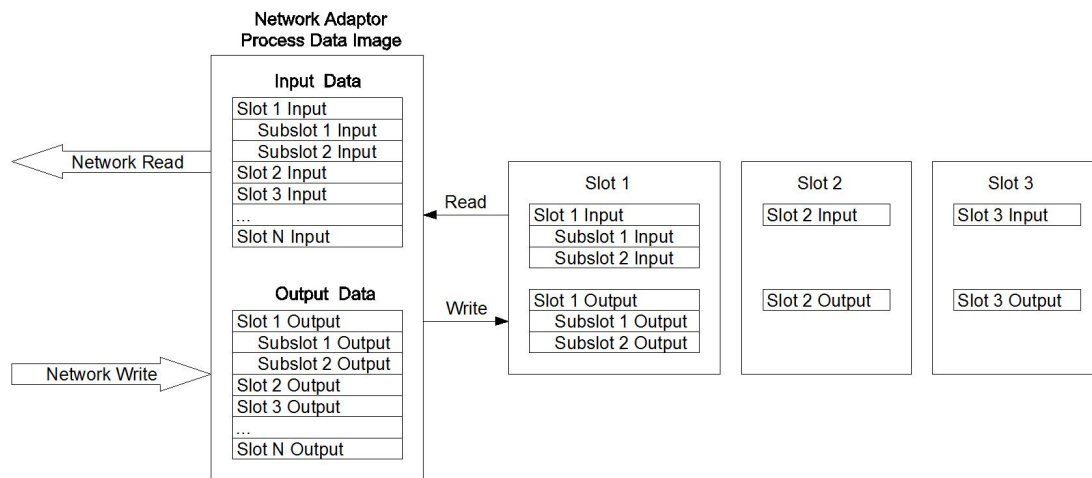 Network Adaptor
Process Data Image
Input Data
Slot 1 Input
Subslot 1 Input
Subslot 2 Input
Slot 2 Input
Slot 3 Input
...
Slot N Input
Output Data
Slot 1 Output
Subslot 1 Output
Subslot 2 Output
Slot 2 Output
Slot 3 Output
...
Slot N Output
Network Read
Network Write
Read
Write
Slot 1
Slot 1 Input
Subslot 1 Input
Subslot 2 Input
Slot 1 Output
Subslot 1 Output
Subslot 2 Output
Slot 2
Slot 2 Input
Slot 2 Output
Slot 3
Slot 3 Input
Slot 3 Output